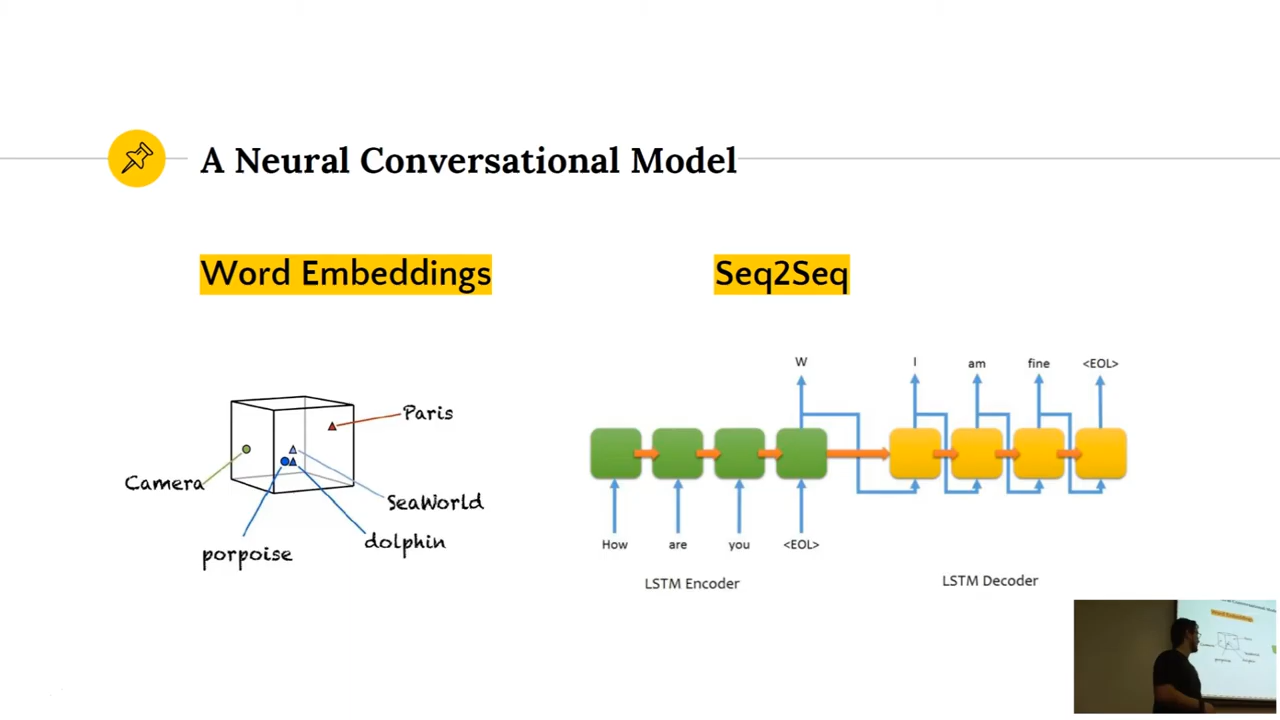 A Neural Conversational Model
Word Embeddings
Seq2Seq
Paris
Camera
SeaWorld
porpoise
dolphin
W
I am fine <EOL>
How are you <EOL>
LSTM Encoder
LSTM Decoder